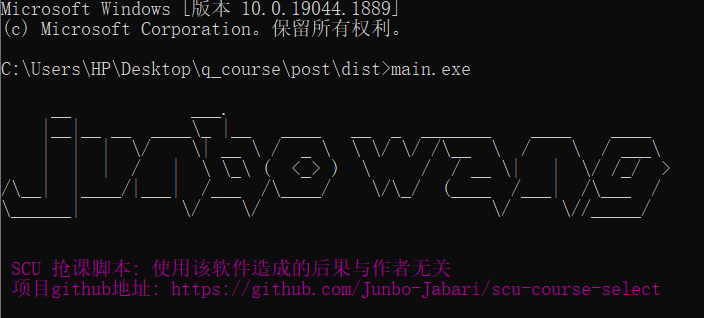 Microsoft Windows [版本 10.0.19044.1889]
(c) Microsoft Corporation。保留所有权利。
C:\Users\HP\Desktop\q_course\post\dist>main.exe
junbo wang
SCU 抢课脚本: 使用该软件造成的后果与作者无关
项目github地址: https://github.com/Junbo-Jabari/scu-course-select